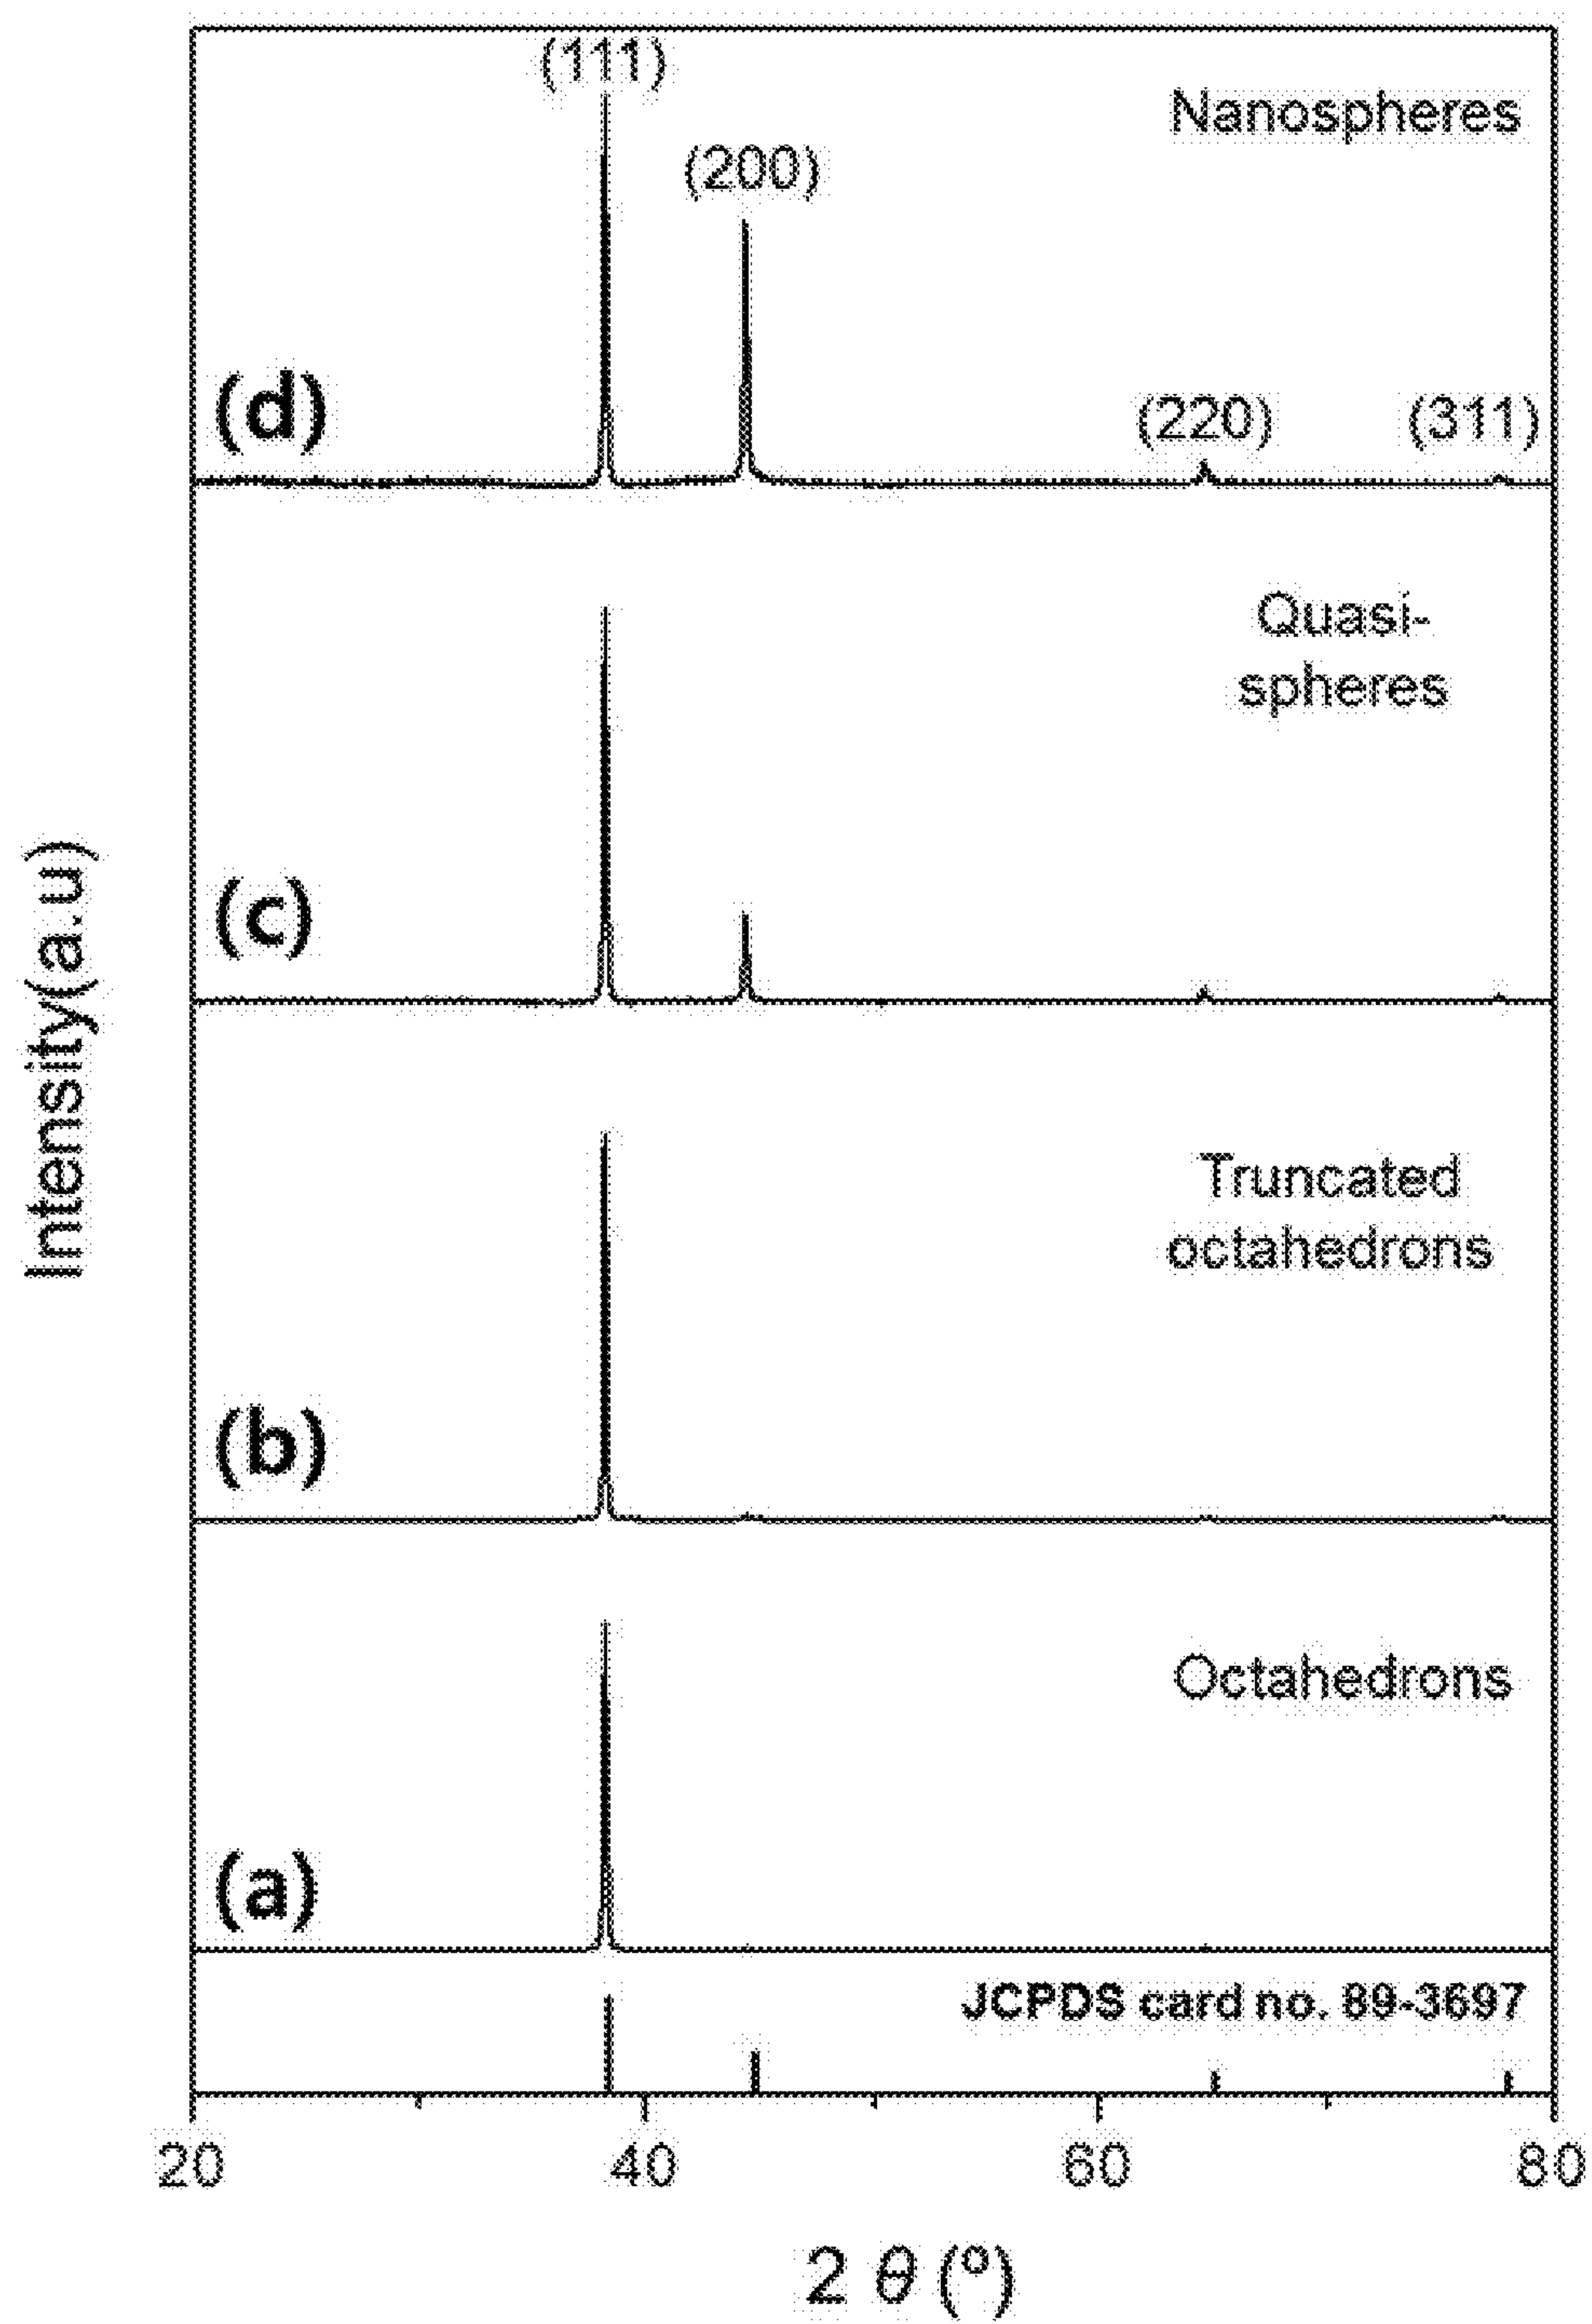 (111)
Nanospheres
(200)
(d)
(220)
(311)
Quasi-
spheres
(c)
Intensity(a.u)
Truncated
octahedrons
(b)
Octahedrons
(a)
JCPDS card no. 89-3697
20
40
60
80
2 θ (º)